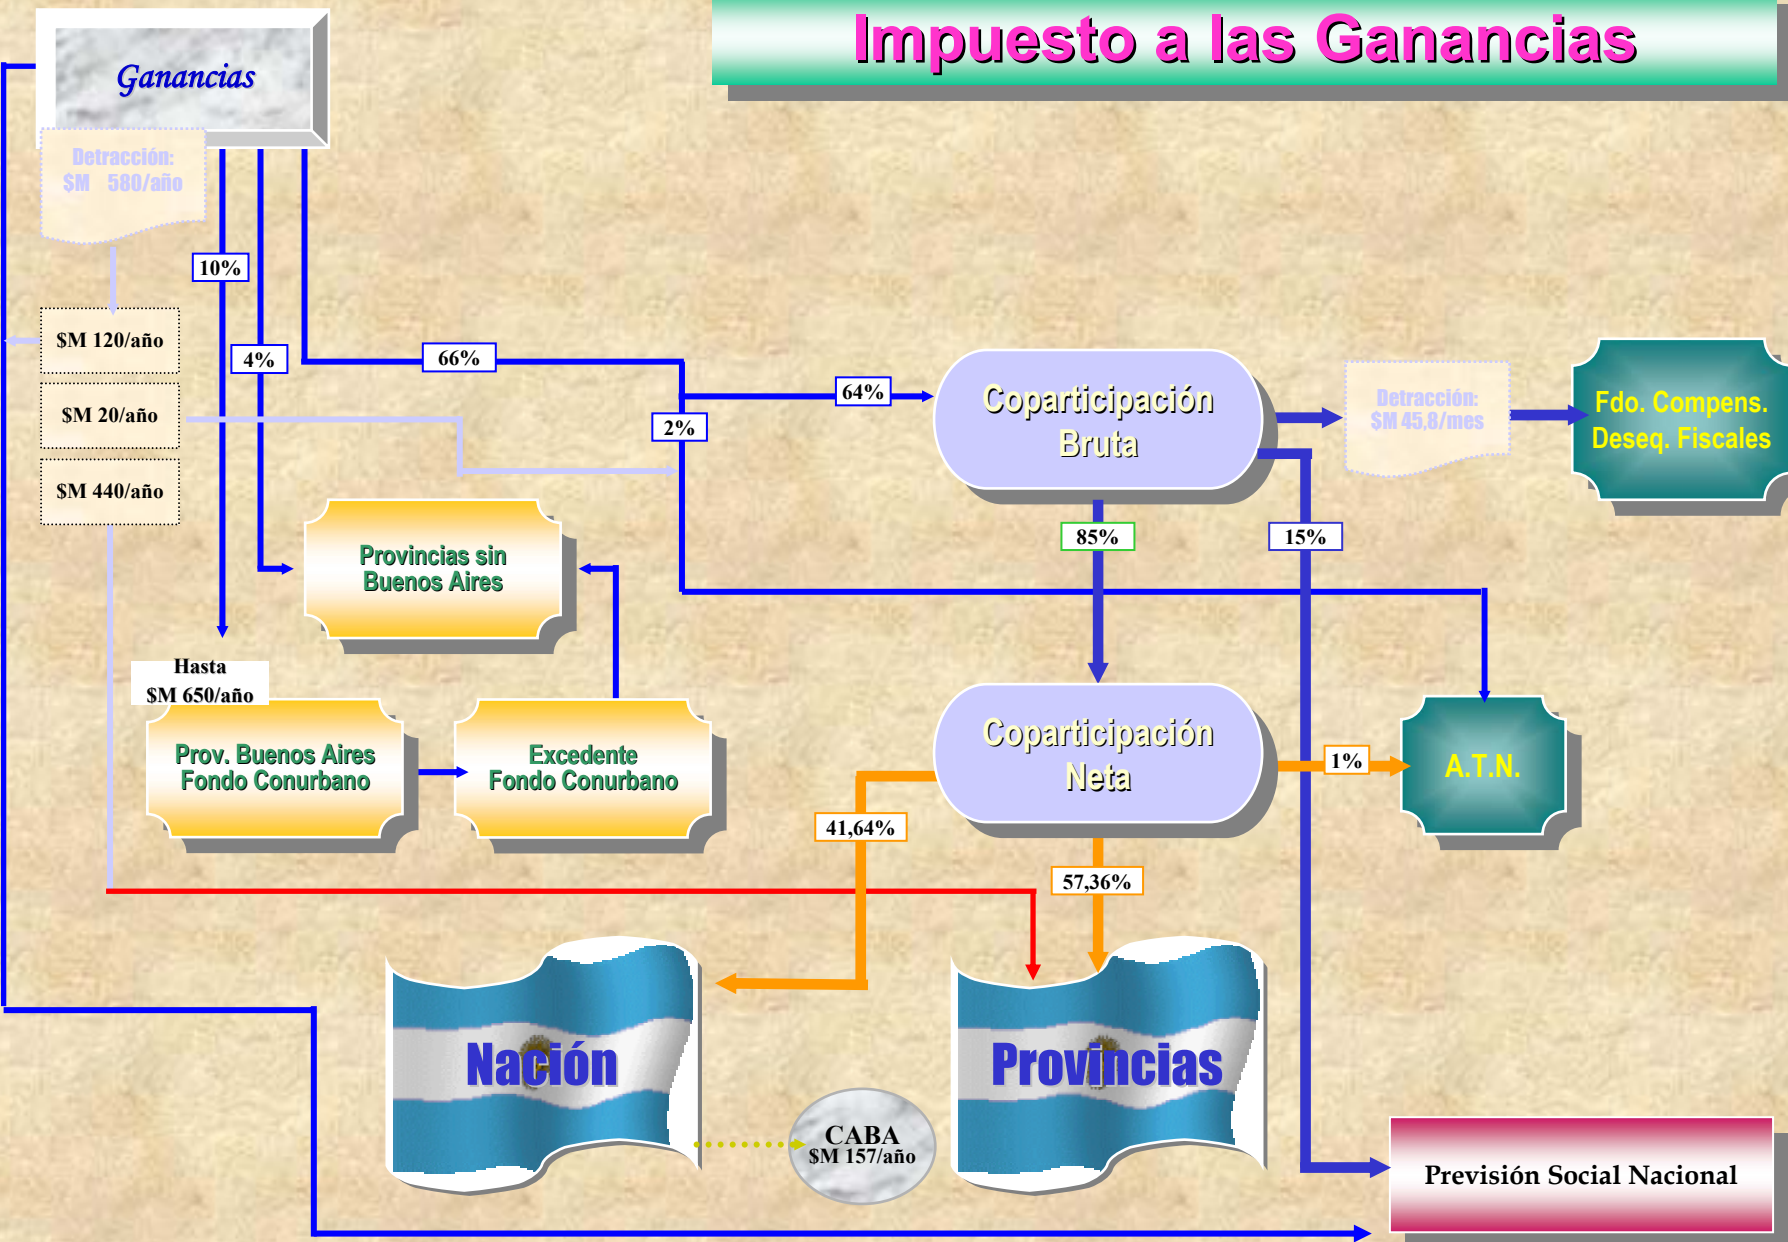 Impuesto a las Ganancias
Ganancias
Detracción:
$M 580/año
10%
$M 120/año
4%
66%
64%
2%
$M 20/año
$M 440/año
Coparticipación
Bruta
Detracción:
$M 45,8/mes
Fdo. Compens.
Deseq. Fiscales
85%
15%
Provincias sin
Buenos Aires
Hasta
$M 650/año
Prov. Buenos Aires
Fondo Conurbano
Excedente
Fondo Conurbano
Coparticipación
Neta
1%
A.T.N.
41,64%
57,36%
Nación
Provincias
CABA
$M 157/año
Previsión Social Nacional